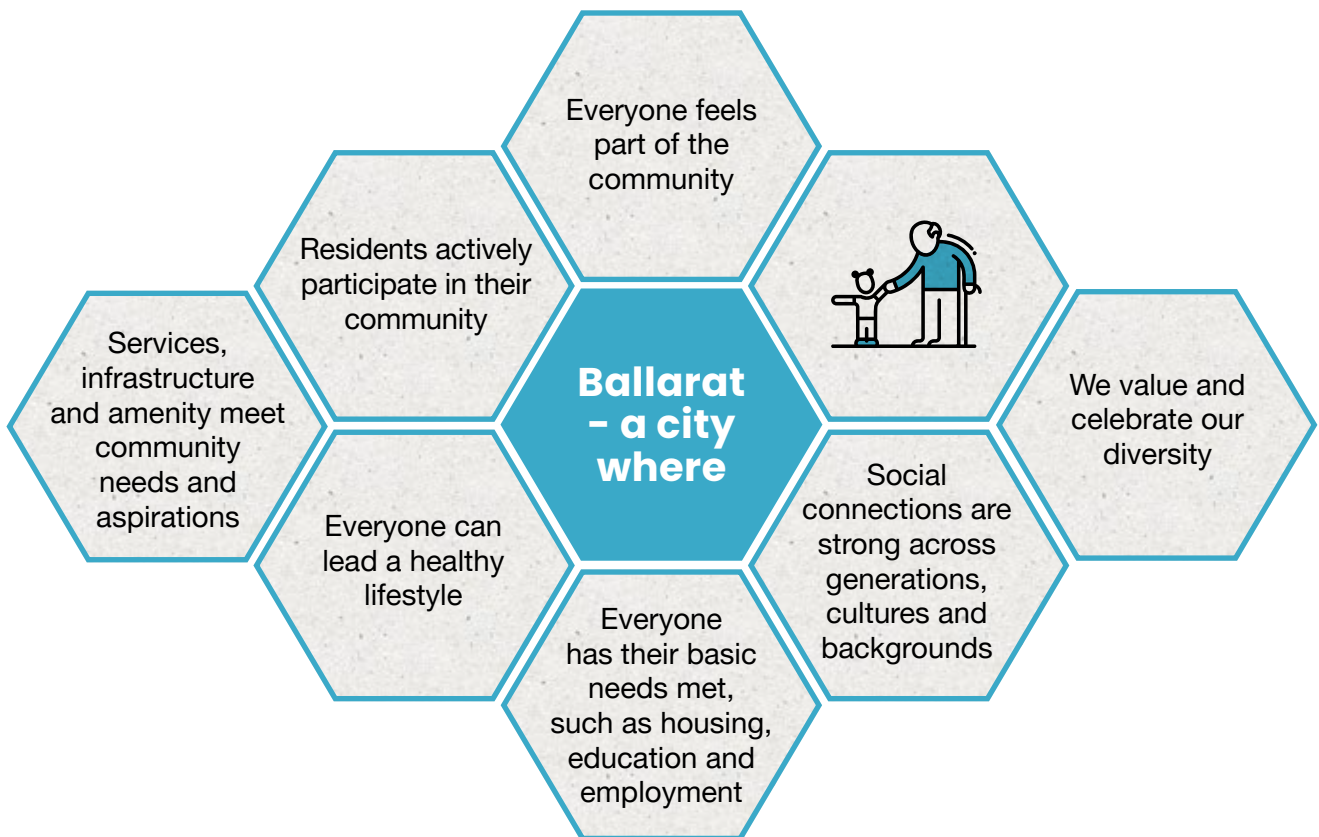 Everyone feels
part of the
community
Residents actively
participate in their
community
Services,
infrastructure
and amenity meet
community
needs and
aspirations
Ballarat
- a city
where
We value and
celebrate our
diversity
Everyone can
lead a healthy
lifestyle
Social
connections are
strong across
generations,
cultures and
backgrounds
Everyone
has their basic
needs met,
such as housing,
education and
employment